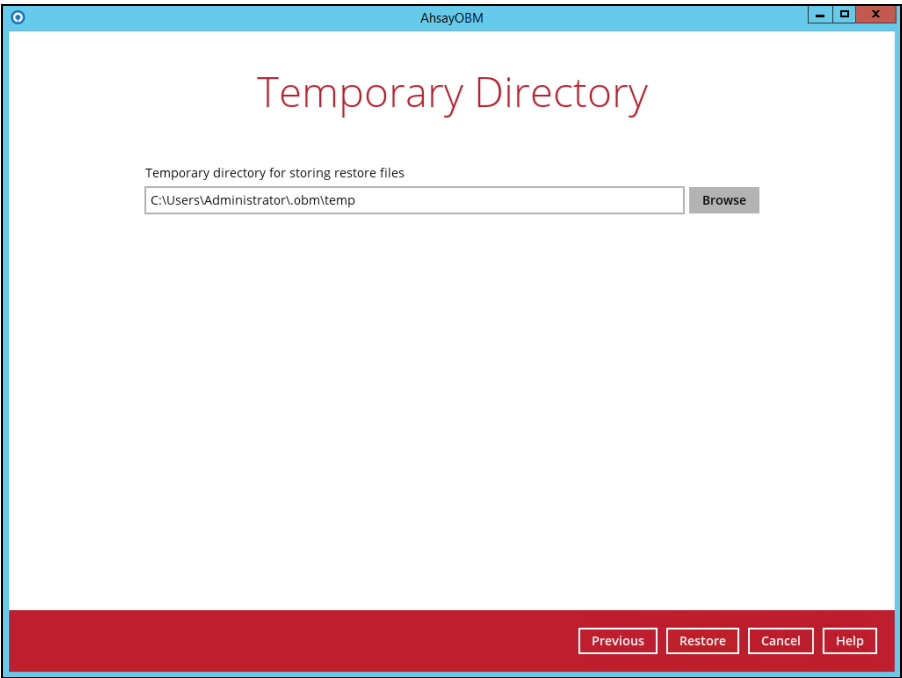 AhsayOBM
Temporary Directory
Temporary directory for storing restore files
C:\Users\Administrator\.obm\temp
Browse
Previous Restore Cancel Help